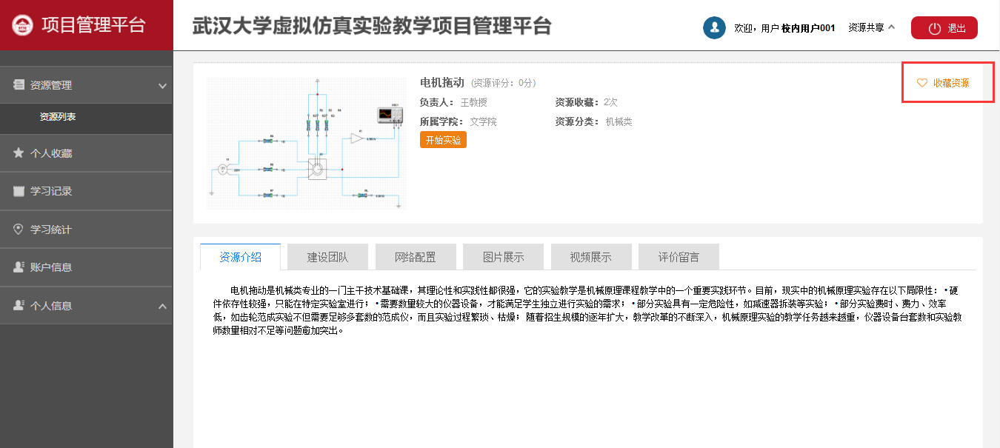 项目管理平台
武汉大学虚拟仿真实验教学项目管理平台
欢迎，用户 校内用户001
资源共享
退出
资源管理
资源列表
个人收藏
学习记录
学习统计
账户信息
个人信息
电机拖动 (资源评分：0分)
收藏资源
负责人：王教授 资源收藏：2次
所属学院：文学院 资源分类：机械类
开始实验
资源介绍 建设团队 网络配置 图片展示 视频展示 评价留言
电机拖动是机械类专业的一门主干技术基础课，其理论性和实践性都很强，它的实验教学是机械原理课程教学中的一个重要实践环节。目前，现实中的机械原理实验存在以下局限性： •硬
件依存性较强，只能在特定实验室进行； •需要数量较大的仪器设备，才能满足学生独立进行实验的需求； •部分实验具有一定危险性，如减速器拆装等实验； •部分实验费时、费力、效率
低，如齿轮范成实验不但需要足够多套数的范成仪，而且实验过程繁琐、枯燥； 随着招生规模的逐年扩大，教学改革的不断深入，机械原理实验的教学任务越来越重，仪器设备台套数和实验教
师数量相对不足等问题愈加突出。